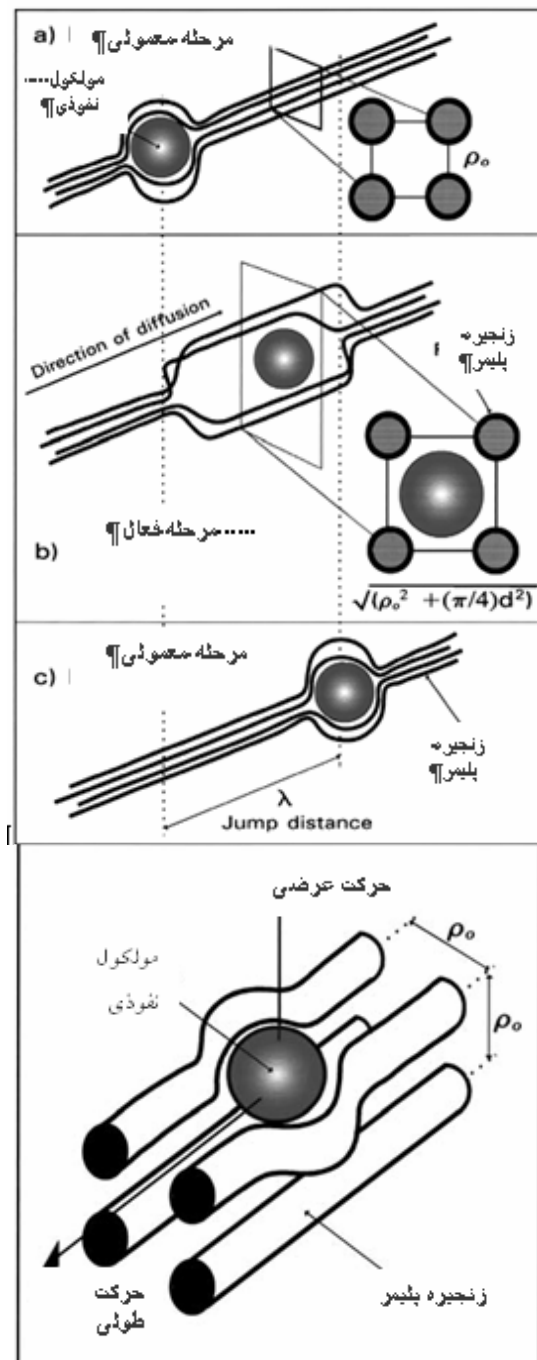 a)
مرحله معمولی¶
مولکول
نفوذی¶
ρₒ
Direction of diffusion
زنجیره
پلیمر¶
b)
مرحله فعال¶
√(ρₒ² +(π/4)d²)
c)
مرحله معمولی¶
زنجیره
پلیمر¶
λ
Jump distance
حرکت عرضی
مولکول
نفوذی
ρₒ
ρₒ
حرکت
طولی
زنجیره پلیمر